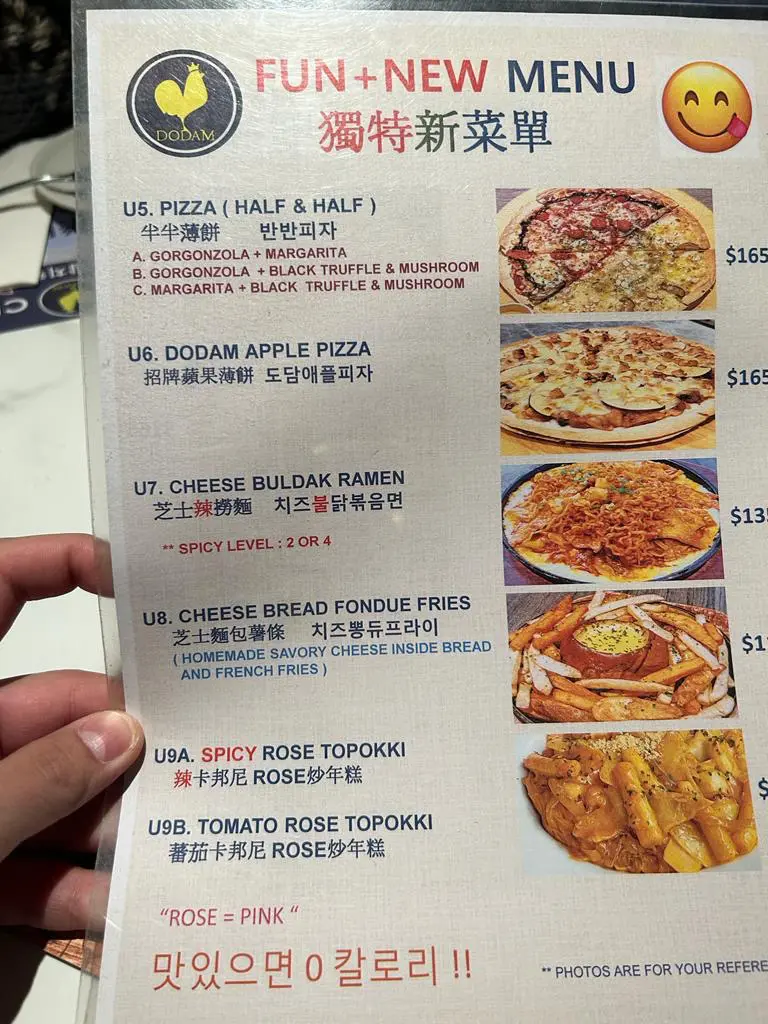 DODAM
FUN+NEW MENU
獨特新菜單
U5. PIZZA ( HALF & HALF )
半半薄餅 반반피자
A. GORGONZOLA + MARGARITA
B. GORGONZOLA + BLACK TRUFFLE & MUSHROOM
C. MARGARITA + BLACK TRUFFLE & MUSHROOM
$165
U6. DODAM APPLE PIZZA
招牌蘋果薄餅 도담애플피자
$165
U7. CHEESE BULDAK RAMEN
芝士辣撈麵 치즈불닭볶음면
** SPICY LEVEL : 2 OR 4
U8. CHEESE BREAD FONDUE FRIES
芝士麵包薯條 치즈뽕듀프라이
( HOMEMADE SAVORY CHEESE INSIDE BREAD
AND FRENCH FRIES )
U9A. SPICY ROSE TOPOKKI
辣卡邦尼 ROSE炒年糕
U9B. TOMATO ROSE TOPOKKI
蕃茄卡邦尼 ROSE炒年糕
"ROSE = PINK "
맛있으면 0 칼로리 !!
** PHOTOS ARE FOR YOUR